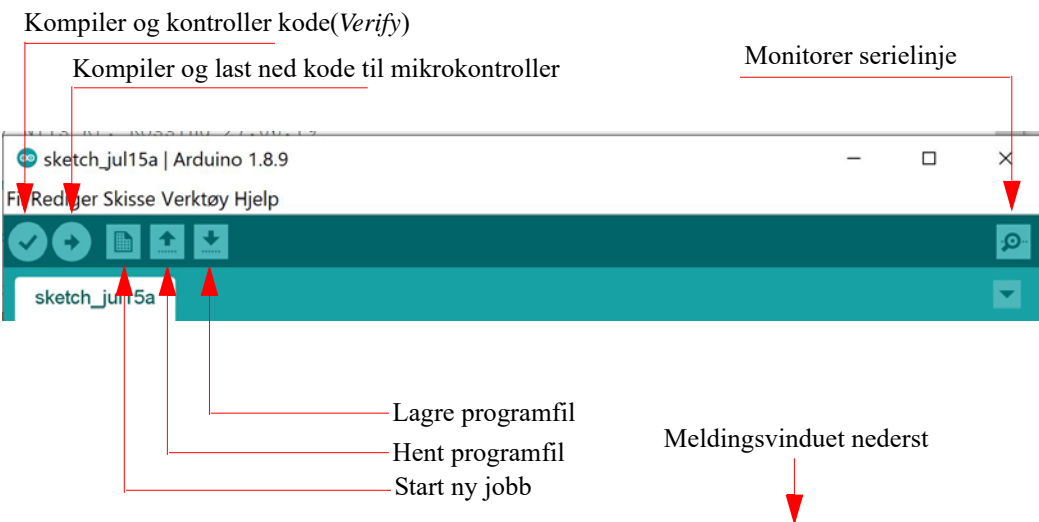 Kompiler og kontroller kode(Verify)
Kompiler og last ned kode til mikrokontroller
Monitorer serielinje
sketch_jul15a | Arduino 1.8.9
Rediger Skisse Verktøy Hjelp
sketch_jul15a
Lagre programfil
Hent programfil
Start ny jobb
Meldingsvinduet nederst